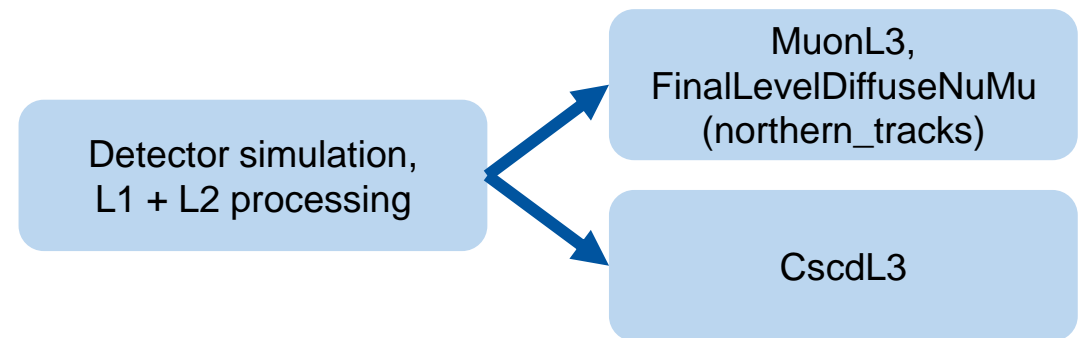 Detector simulation,
L1 + L2 processing
MuonL3,
FinalLevelDiffuseNuMu
(northern_tracks)
CscdL3